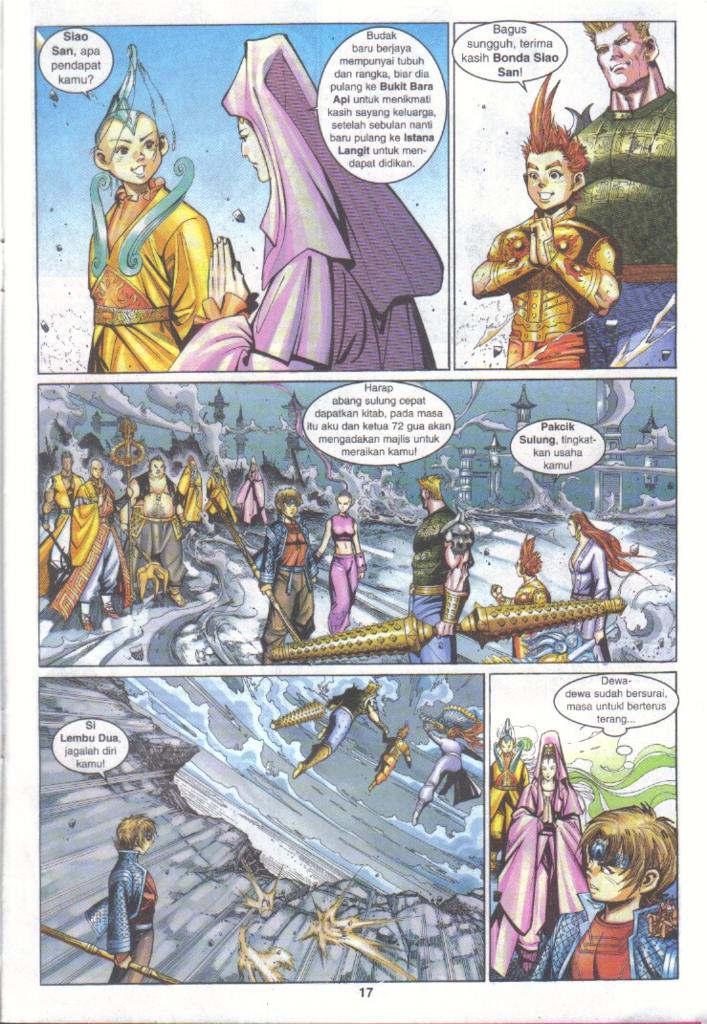 Siao
San, apa
pendapat
kamu?
Budak
baru berjaya
mempunyai tubuh
dan rangka, biar dia
pulang ke Bukit Bara
Api untuk menikmati
kasih sayang keluarga,
setelah sebulan nanti
baru pulang ke Istana
Langit untuk men-
dapat didikan.
Bagus
sungguh, terima
kasih Bonda Siao
San!
Harap
abang sulung cepat
dapatkan kitab, pada masa
itu aku dan ketua 72 gua akan
mengadakan majlis untuk
meraikan kamu!
Pakcik
Sulung, tingkat-
kan usaha
kamu!
Si
Lembu Dua,
jagalah diri
kamu!
Dewa-
dewa sudah bersurai,
masa untukl berterus
terang...
17